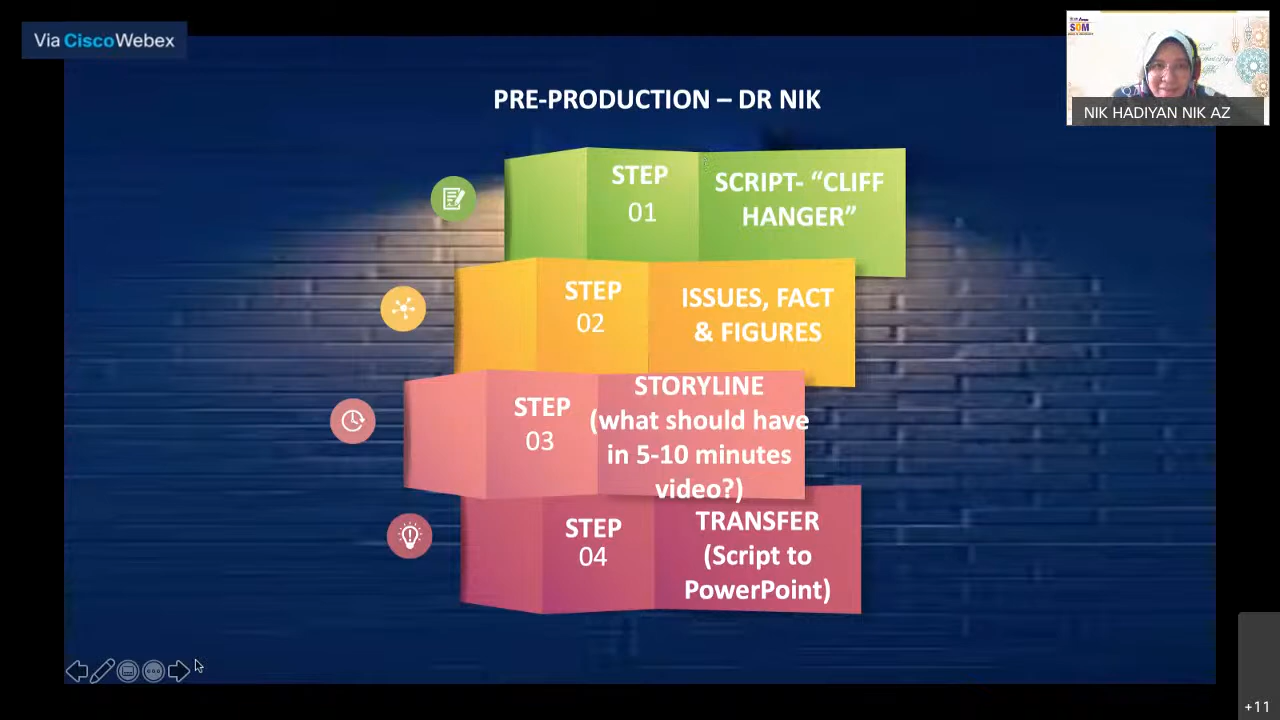 Via CiscoWebex
SOM
NIK HADIYAN NIK AZ
PRE-PRODUCTION – DR NIK
STEP
01
SCRIPT- “CLIFF
HANGER”
STEP
02
ISSUES, FACT
& FIGURES
STEP
03
STORYLINE
(what should have
in 5-10 minutes
video?)
STEP
04
TRANSFER
(Script to
PowerPoint)
+11